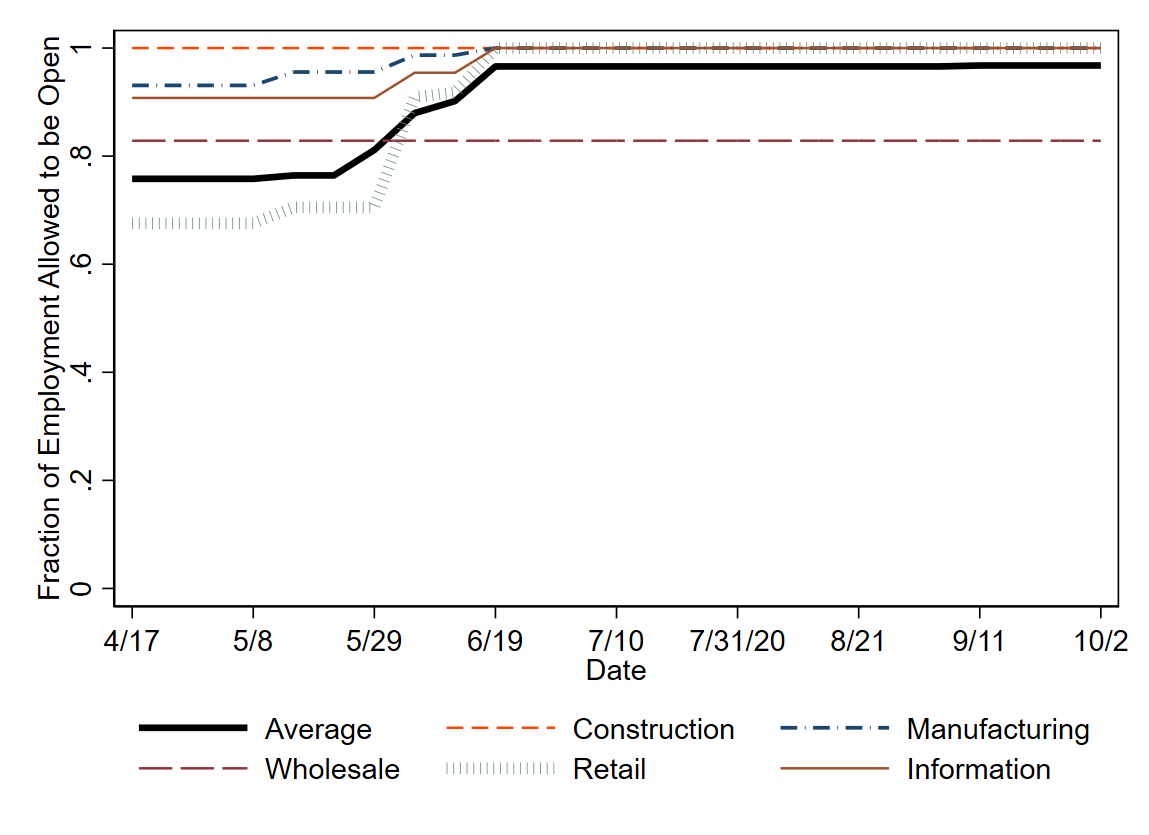 Fraction of Employment Allowed to be Open
1
.8
.6
.4
.2
0
4/17 5/8 5/29 6/19 7/10 7/31/20 8/21 9/11 10/2
Date
Average Construction Manufacturing
Wholesale Retail Information